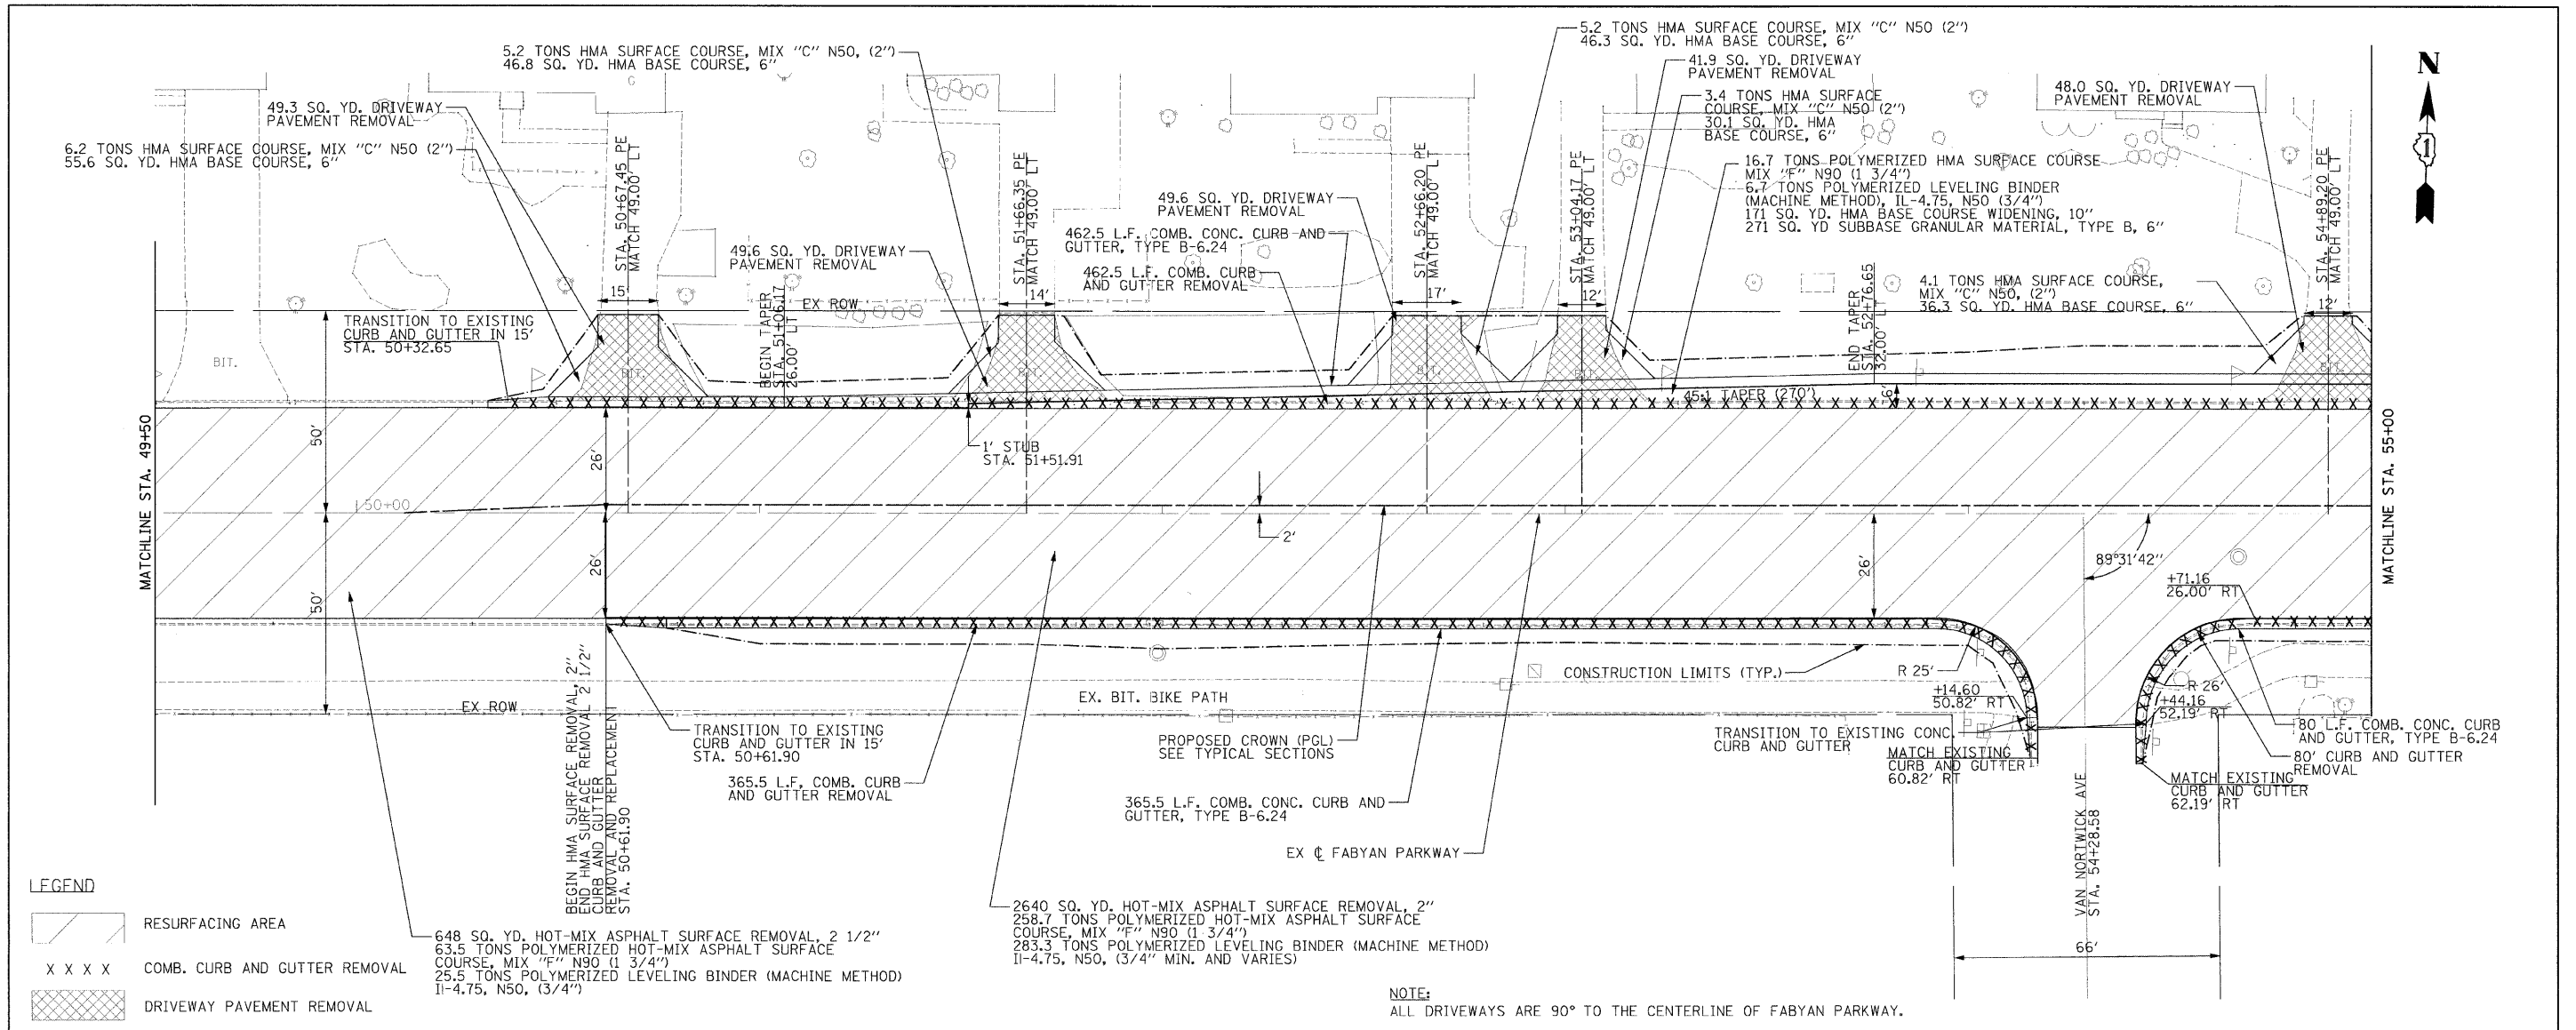 5.2 TONS HMA SURFACE COURSE, MIX "C" N50, (2")
46.8 SQ. YD. HMA BASE COURSE, 6"
49.3 SQ. YD. DRIVEWAY
PAVEMENT REMOVAL
6.2 TONS HMA SURFACE COURSE, MIX "C" N50 (2")
55.6 SQ. YD. HMA BASE COURSE, 6"
5.2 TONS HMA SURFACE COURSE, MIX "C" N50 (2")
46.3 SQ. YD. HMA BASE COURSE, 6"
41.9 SQ. YD. DRIVEWAY
PAVEMENT REMOVAL
3.4 TONS HMA SURFACE
COURSE, MIX "C" N50 (2")
30.1 SQ. YD. HMA
BASE COURSE, 6"
48.0 SQ. YD. DRIVEWAY
PAVEMENT REMOVAL
N
1
16.7 TONS POLYMERIZED HMA SURFACE COURSE
MIX "F" N90 (1 3/4")
6.7 TONS POLYMERIZED LEVELING BINDER
(MACHINE METHOD), IL-4.75, N50 (3/4")
171 SQ. YD. HMA BASE COURSE WIDENING, 10"
271 SQ. YD SUBBASE GRANULAR MATERIAL, TYPE B, 6"
49.6 SQ. YD. DRIVEWAY
PAVEMENT REMOVAL
462.5 L.F. COMB. CONC. CURB AND
GUTTER, TYPE B-6.24
462.5 L.F. COMB. CURB
AND GUTTER REMOVAL
49.6 SQ. YD. DRIVEWAY
PAVEMENT REMOVAL
4.1 TONS HMA SURFACE COURSE,
MIX "C" N50, (2")
36.3 SQ. YD. HMA BASE COURSE, 6"
STA. 50+67.45 PE
MATCH 49.00' LT
STA. 51+66.35 PE
MATCH 49.00' LT
STA. 52+66.20 PE
MATCH 49.00' LT
STA. 53+04.17 PE
MATCH 49.00' LT
STA. 54+89.20 PE
MATCH 49.00' LT
15'
14'
17'
12'
12'
EX ROW
BEGIN TAPER
STA. 51+06.17
26.00' LT
END TAPER
STA. 52+76.65
32.00' LT
TRANSITION TO EXISTING
CURB AND GUTTER IN 15'
STA. 50+32.65
BIT.
BIT.
BIT.
45:1 TAPER (270')
6'
1' STUB
STA. 51+51.91
MATCHLINE STA. 49+50
MATCHLINE STA. 55+00
50'
50'
26'
26'
26'
50+00
2'
89°31'42"
+71.16
26.00' RT
CONSTRUCTION LIMITS (TYP.)
R 25'
R 26'
+14.60
50.82' RT
+44.16
52.19' RT
EX ROW
EX. BIT. BIKE PATH
TRANSITION TO EXISTING
CURB AND GUTTER IN 15'
STA. 50+61.90
PROPOSED CROWN (PGL)
SEE TYPICAL SECTIONS
TRANSITION TO EXISTING CONC.
CURB AND GUTTER
MATCH EXISTING
CURB AND GUTTER
60.82' RT
80 L.F. COMB. CONC. CURB
AND GUTTER, TYPE B-6.24
80' CURB AND GUTTER
REMOVAL
MATCH EXISTING
CURB AND GUTTER
62.19' RT
365.5 L.F. COMB. CURB
AND GUTTER REMOVAL
365.5 L.F. COMB. CONC. CURB AND
GUTTER, TYPE B-6.24
EX ℄ FABYAN PARKWAY
BEGIN HMA SURFACE REMOVAL, 2"
END HMA SURFACE REMOVAL 2 1/2"
CURB AND GUTTER
REMOVAL AND REPLACEMENT
STA. 50+61.90
VAN NORTWICK AVE
STA. 54+28.58
66'
LEGEND
RESURFACING AREA
X X X X COMB. CURB AND GUTTER REMOVAL
DRIVEWAY PAVEMENT REMOVAL
648 SQ. YD. HOT-MIX ASPHALT SURFACE REMOVAL, 2 1/2"
63.5 TONS POLYMERIZED HOT-MIX ASPHALT SURFACE
COURSE, MIX "F" N90 (1 3/4")
25.5 TONS POLYMERIZED LEVELING BINDER (MACHINE METHOD)
Il-4.75, N50, (3/4")
2640 SQ. YD. HOT-MIX ASPHALT SURFACE REMOVAL, 2"
258.7 TONS POLYMERIZED HOT-MIX ASPHALT SURFACE
COURSE, MIX "F" N90 (1 3/4")
283.3 TONS POLYMERIZED LEVELING BINDER (MACHINE METHOD)
Il-4.75, N50, (3/4" MIN. AND VARIES)
NOTE:
ALL DRIVEWAYS ARE 90° TO THE CENTERLINE OF FABYAN PARKWAY.